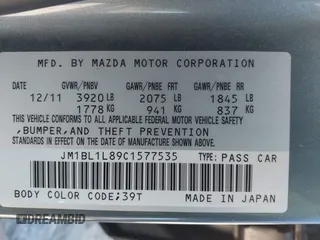 MFD. BY MAZDA MOTOR CORPORATION
DATE GVWR/PNBV GAWR/PNBE FRT GAWR/PNBE RR
12/11 3920 LB 2075 LB 1845 LB
1778 KG 941 KG 837 KG
THIS VEHICLE CONFORMS TO ALL APPLICABLE FEDERAL MOTOR VEHICLE SAFETY
,BUMPER,AND THEFT PREVENTION
STANDARDS IN EFFECT ON THE DATE OF MANUFACTURE SHOWN ABOVE.
JM1BL1L89C1577535 TYPE: PASS CAR
BODY COLOR CODE;39T MADE IN JAPAN
DREAMBID